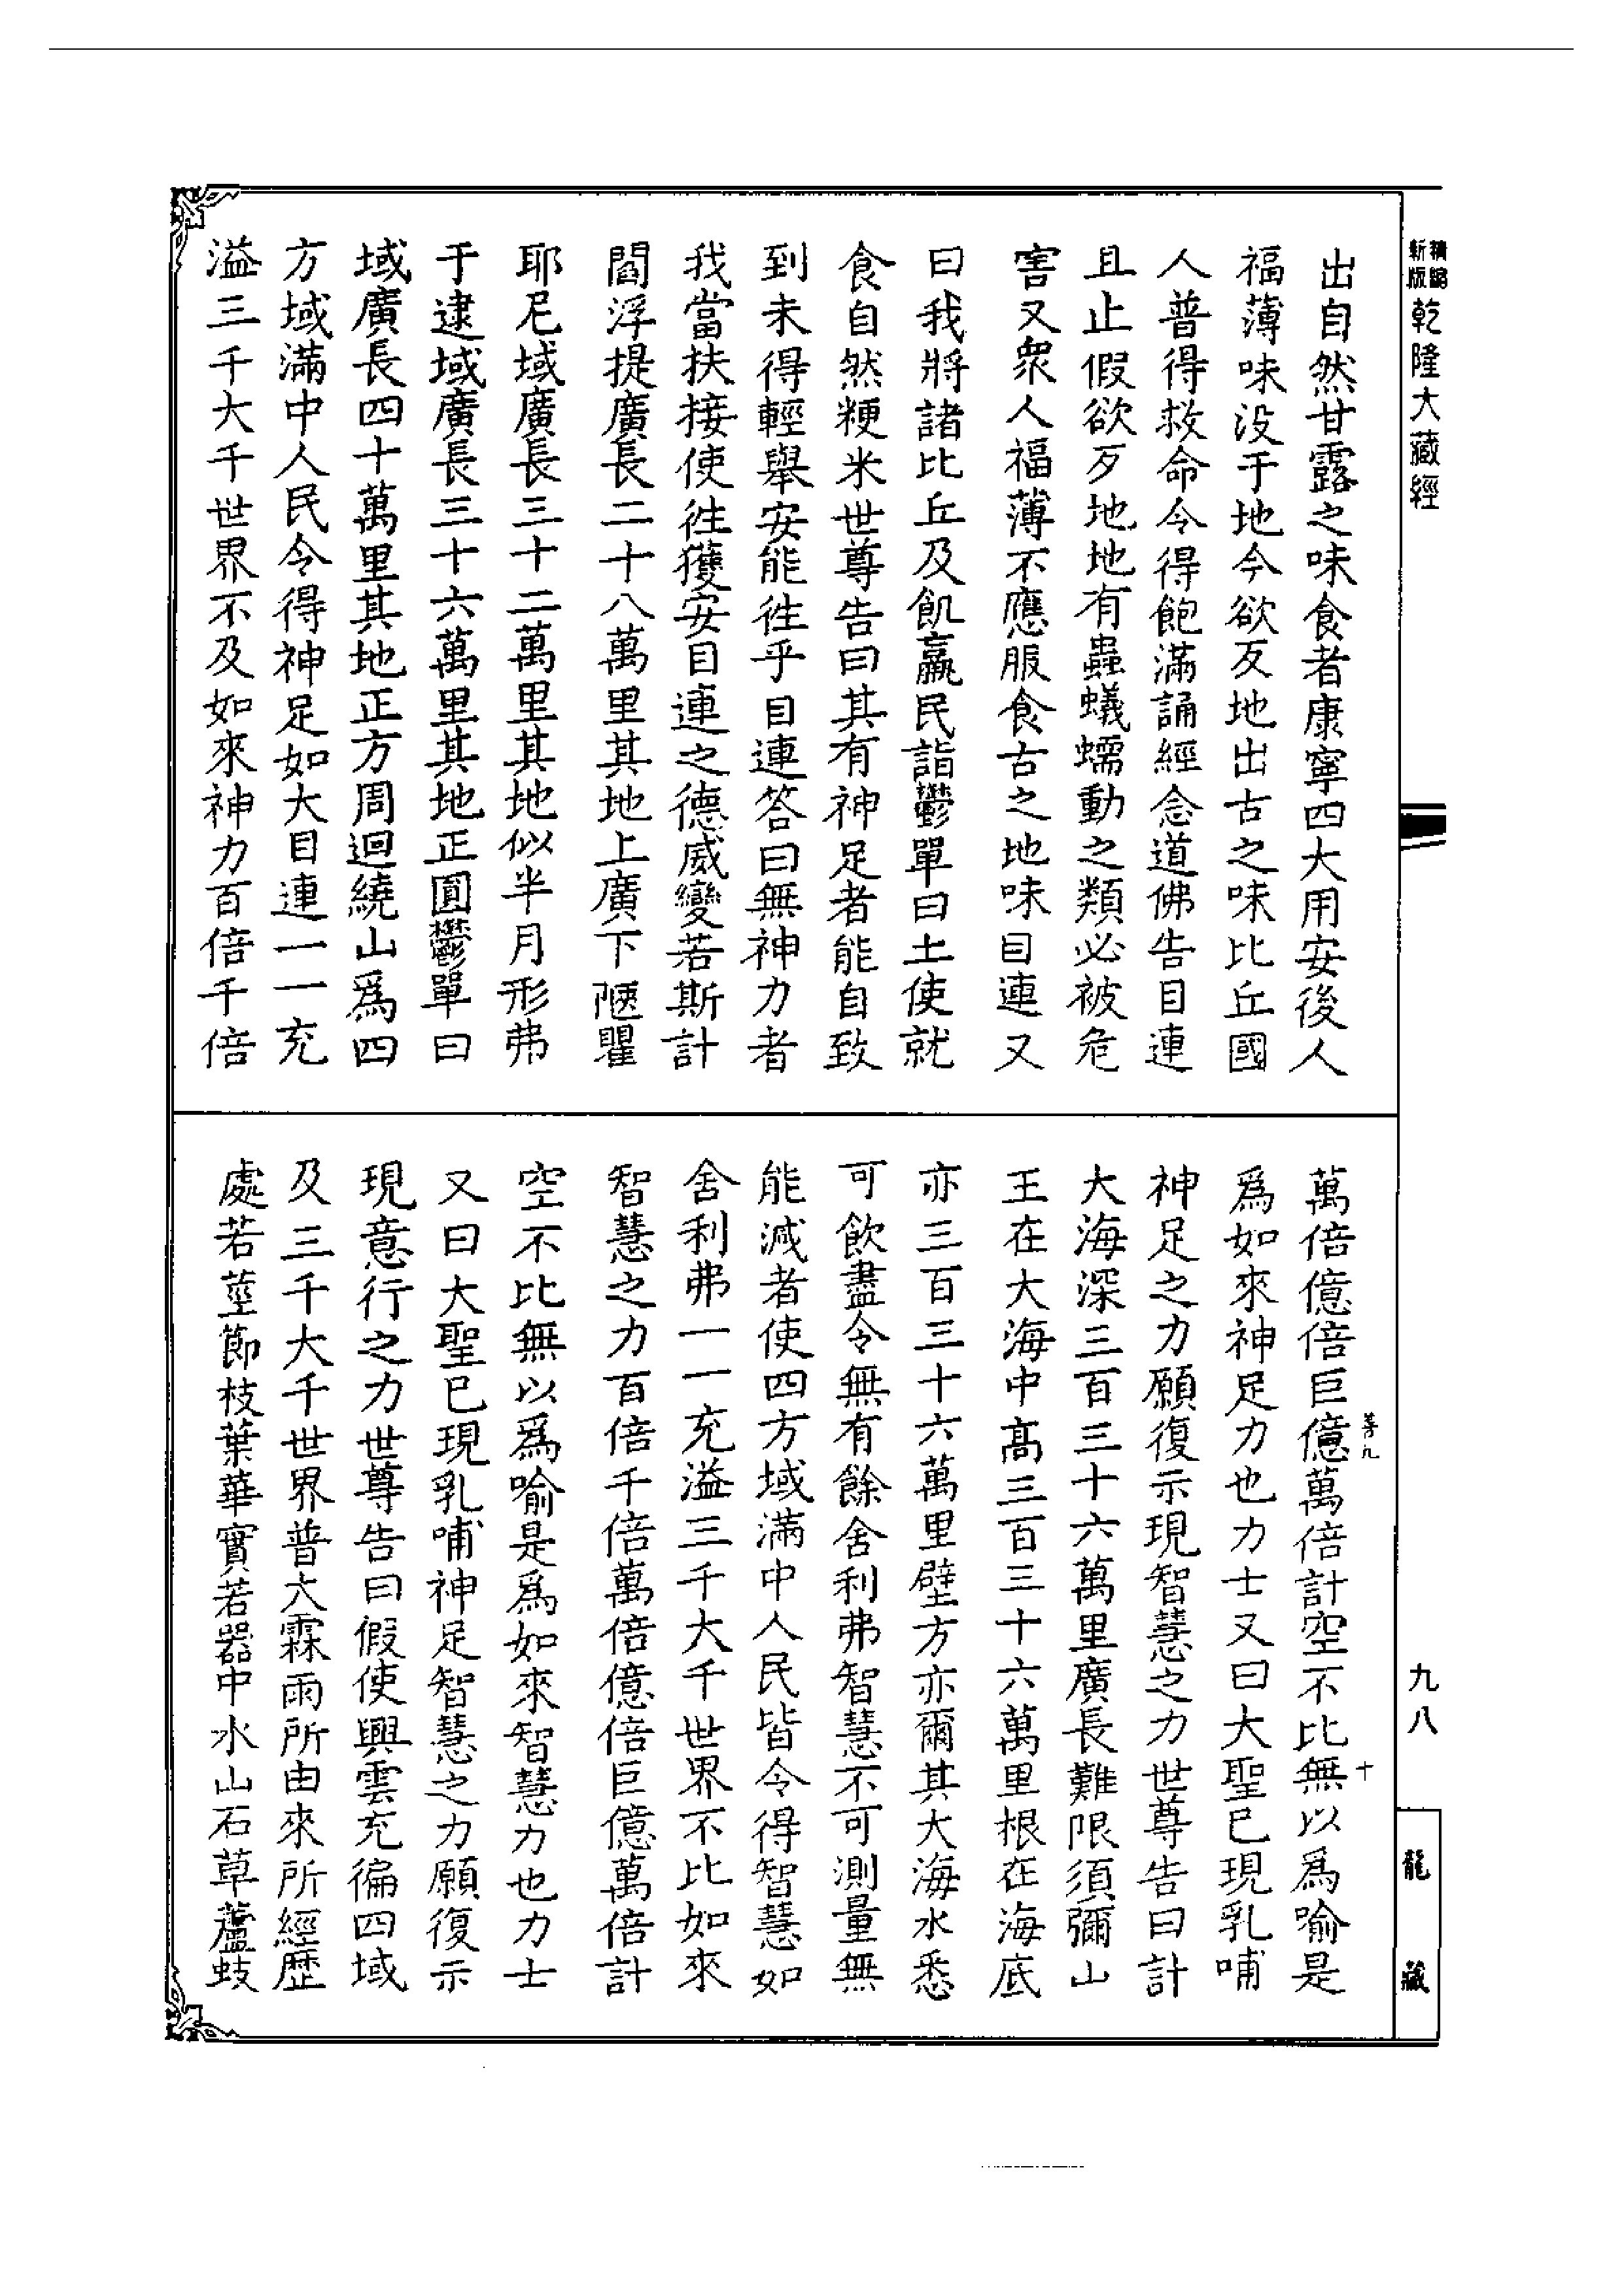 精編
新版
乾隆大藏經
出自然甘露之味食者康寧四大用安後人
福薄味没于地今欲反地出古之味比丘國
人普得救命令得飽滿誦經念道佛告目連
且止假欲歹地地有蟲蟻蠕動之類必被危
害又衆人福薄不應服食古之地味目連又
曰我將諸比丘及飢羸民詣鬱單曰土使就
食自然粳米世尊告曰其有神足者能自致
到未得輕舉安能徃乎目連答曰無神力者
我當扶接使徃獲安目連之德威變若斯計
閻浮提廣長二十八萬里其地上廣下陿瞿
耶尼域廣長三十二萬里其地似半月形弗
于逮域廣長三十六萬里其地正圓鬱單曰
域廣長四十萬里其地正方周迴繞山爲四
方域滿中人民令得神足如大目連一一充
溢三千大千世界不及如來神力百倍千倍
萬倍億倍巨億萬倍計空不比無以爲喻是
爲如來神足力也力士又曰大聖已現乳哺
神足之力願復示現智慧之力世尊告曰計
大海深三百三十六萬里廣長難限須彌山
王在大海中高三百三十六萬里根在海底
亦三百三十六萬里壁方亦爾其大海水悉
可飲盡令無有餘舍利弗智慧不可測量無
能減者使四方域滿中人民皆令得智慧如
舍利弗一一充溢三千大千世界不比如來
智慧之力百倍千倍萬倍億倍巨億萬倍計
空不比無以爲喻是爲如來智慧力也力士
又曰大聖已現乳哺神足智慧之力願復示
現意行之力世尊告曰假使興雲充徧四域
及三千大千世界普大霖雨所由來所經歷
處若莖節枝葉華實若器中水山石草蘆蚑
十
九八
龍藏